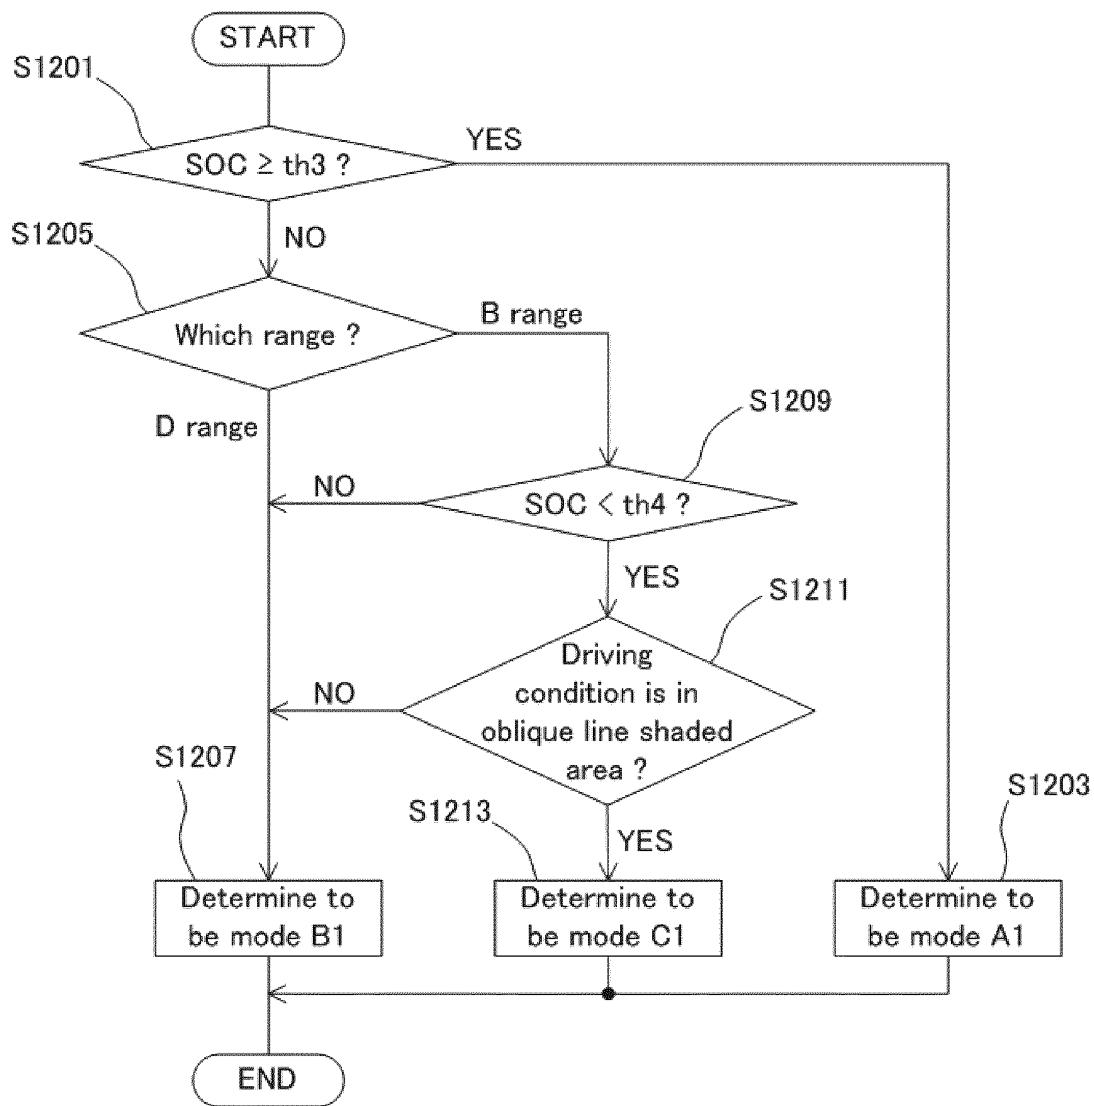 START
S1201
SOC ≥ th3 ?
YES
NO
S1205
Which range ?
B range
D range
S1209
SOC < th4 ?
NO
YES
S1211
Driving
condition is in
oblique line shaded
area ?
NO
YES
S1207
Determine to
be mode B1
S1213
Determine to
be mode C1
S1203
Determine to
be mode A1
END